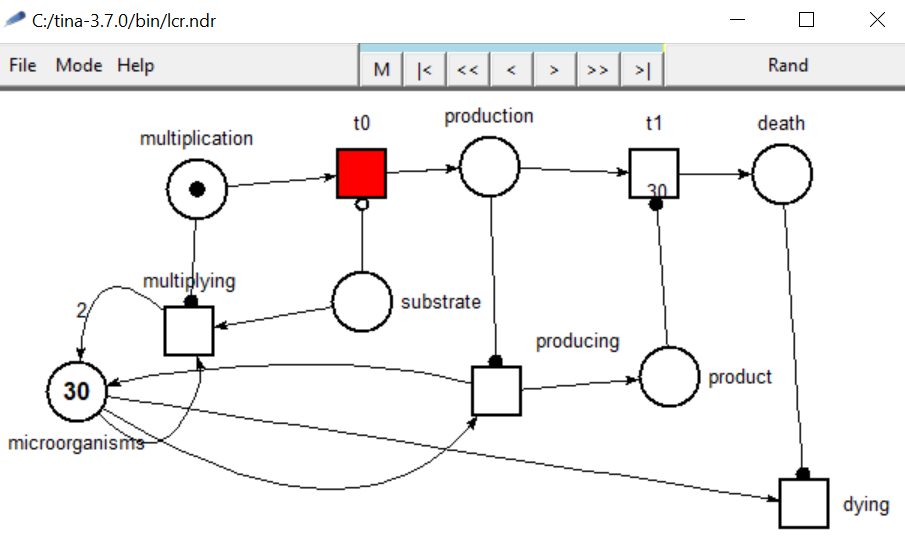 C:/tina-3.7.0/bin/lcr.ndr
File Mode Help M |< << < > >> >| Rand
multiplication
t0
production
t1
death
30
multiplying
2
substrate
producing
30
product
microorganisms
dying